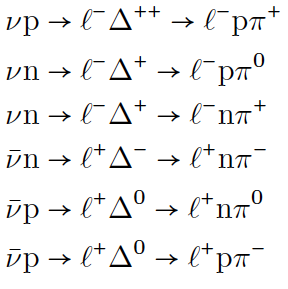 νp → ℓ⁻Δ⁺⁺ → ℓ⁻pπ⁺
νn → ℓ⁻Δ⁺ → ℓ⁻pπ⁰
νn → ℓ⁻Δ⁺ → ℓ⁻nπ⁺
ν̄n → ℓ⁺Δ⁻ → ℓ⁺nπ⁻
ν̄p → ℓ⁺Δ⁰ → ℓ⁺nπ⁰
ν̄p → ℓ⁺Δ⁰ → ℓ⁺pπ⁻